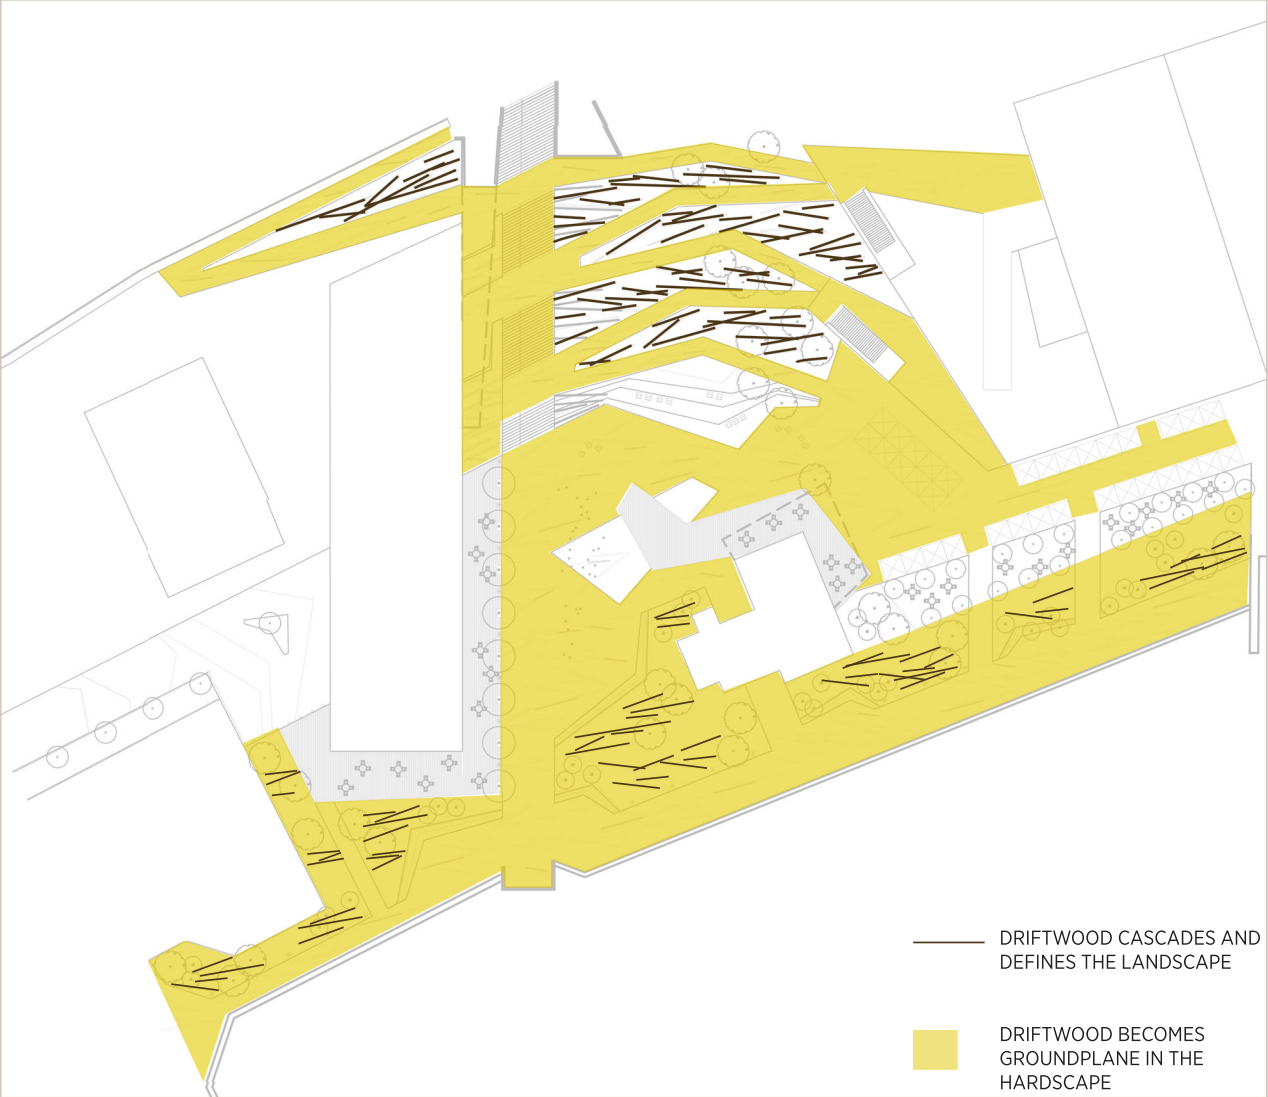 DRIFTWOOD CASCADES AND
DEFINES THE LANDSCAPE
DRIFTWOOD BECOMES
GROUNDPLANE IN THE
HARDSCAPE